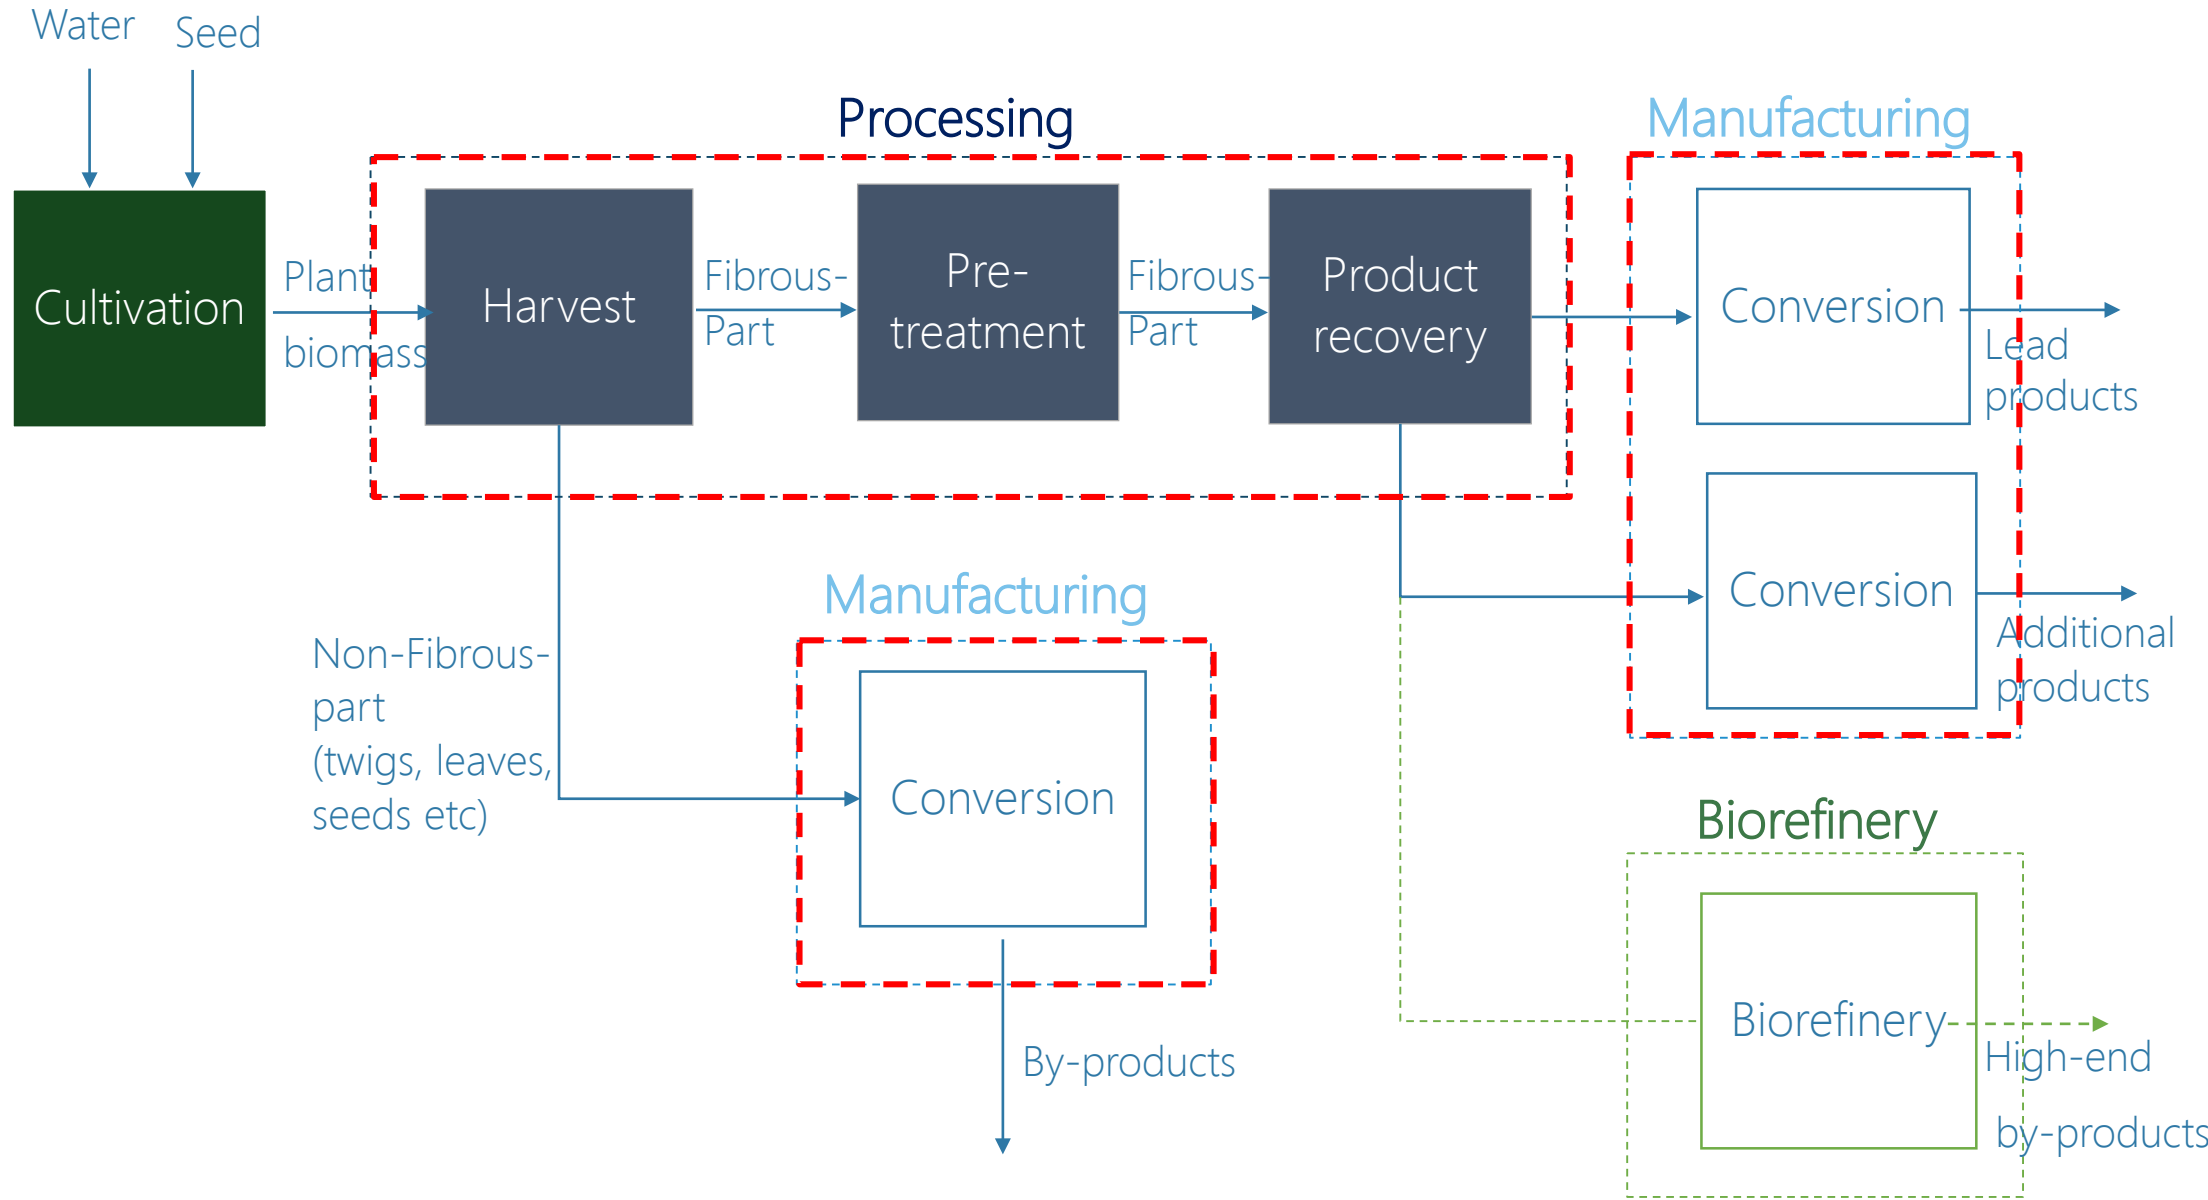 Water
Seed
Processing
Manufacturing
Cultivation
Plant
biomass
Harvest
Fibrous-
Part
Pre-
treatment
Fibrous-
Part
Product
recovery
Conversion
Lead
products
Conversion
Additional
products
Manufacturing
Non-Fibrous-
part
(twigs, leaves,
seeds etc)
Conversion
By-products
Biorefinery
Biorefinery
High-end
by-products